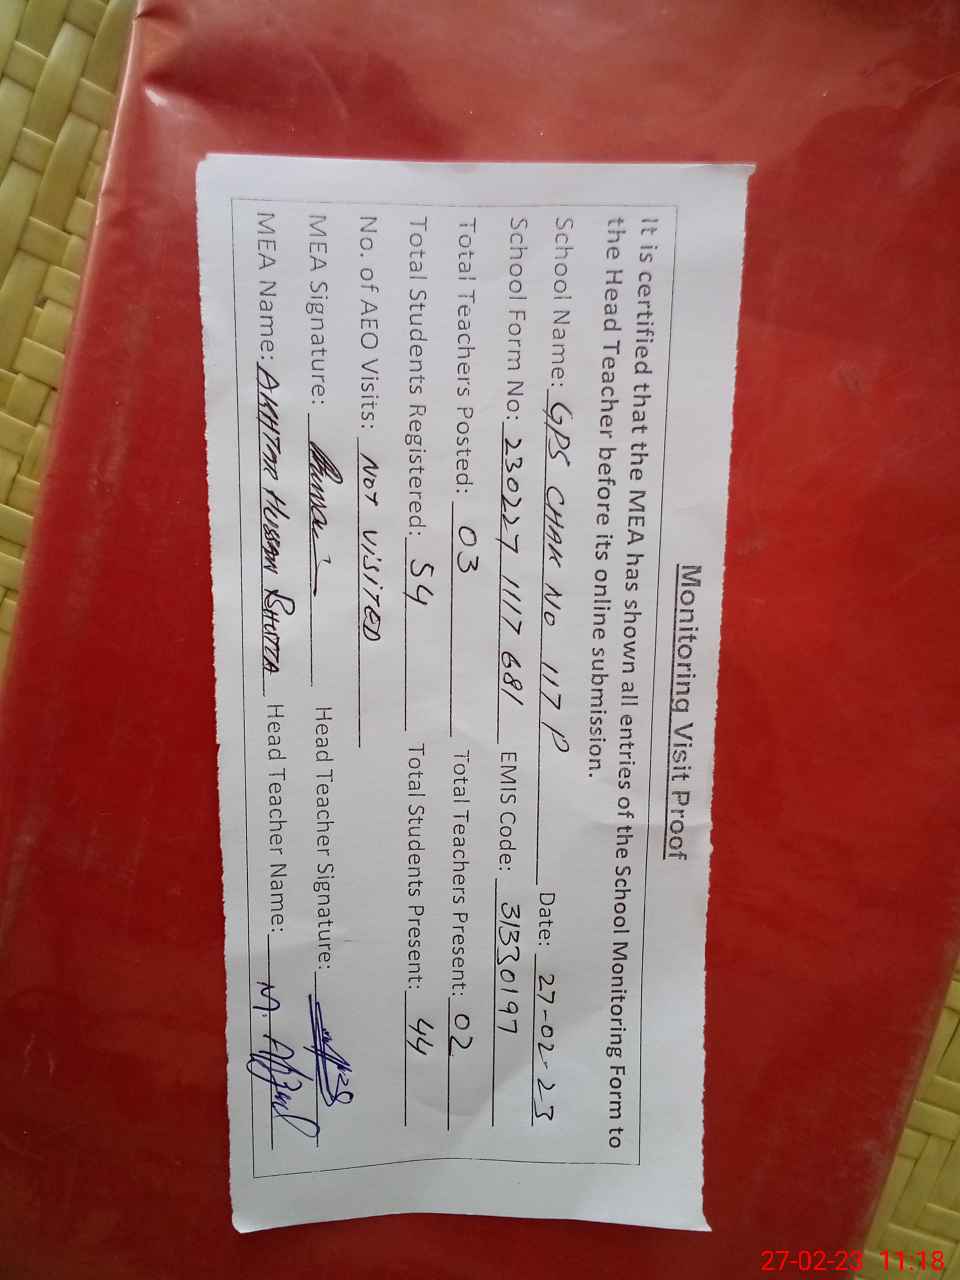 Monitoring Visit Proof
It is certified that the MEA has shown all entries of the School Monitoring Form to
the Head Teacher before its online submission.
School Name: GPS CHAK NO 117 P Date: 27-02-23
School Form No: 230227 1117 681 EMIS Code: 31330197
Total Teachers Posted: 03 Total Teachers Present: 02
Total Students Registered: 54 Total Students Present: 44
No. of AEO Visits: NOT VISITED
MEA Signature: Head Teacher Signature:
MEA Name: AKHTAR HUSSAIN BHUTTA Head Teacher Name: M. Afzal
27-02-23 11:18